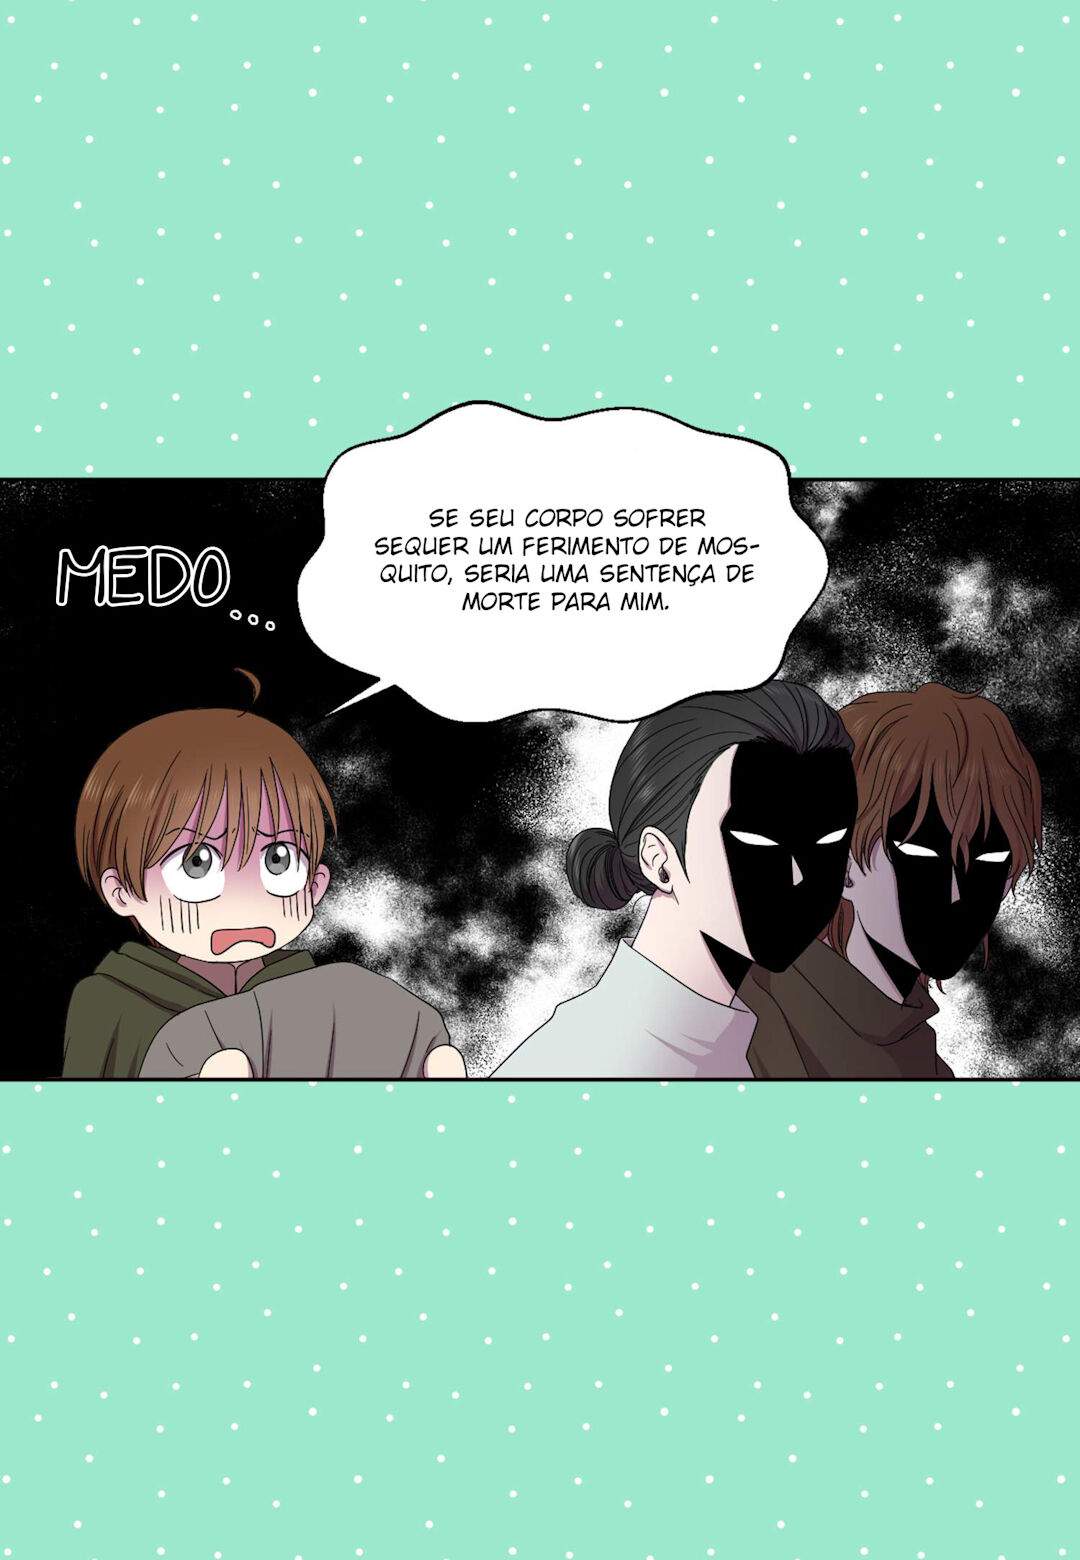 SE SEU CORPO SOFRER
SEQUER UM FERIMENTO DE MOS-
QUITO, SERIA UMA SENTENÇA DE
MORTE PARA MIM.
MEDO...